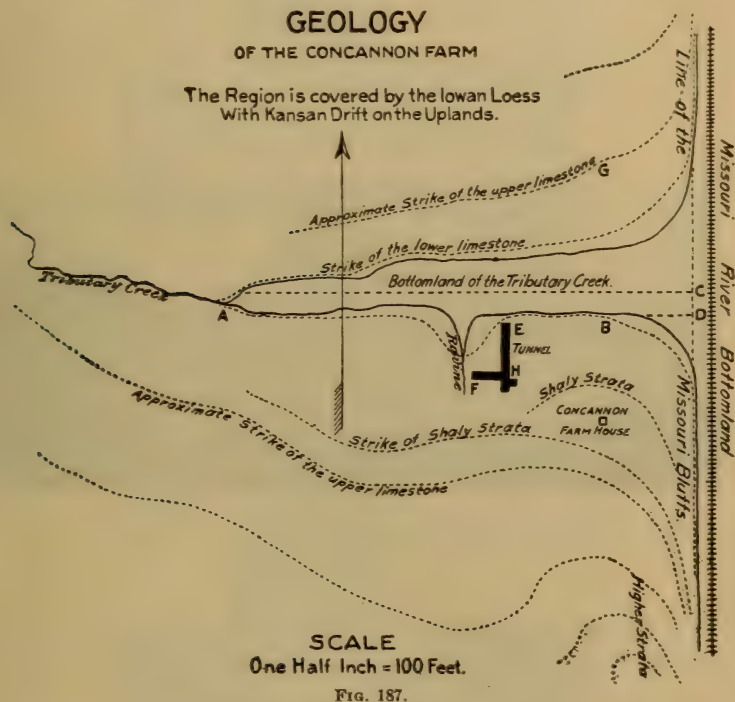 GEOLOGY
OF THE CONCANNON FARM
The Region is covered by the Iowan Loess
With Kansan Drift on the Uplands.
Line of the
Missouri River Bottomland
G
Approximate Strike of the upper limestone
Strike of the lower limestone
Tributary Creek
Bottomland of the Tributary Creek.
C
D
A
E
B
Ravine
TUNNEL
H
F
Shaly Strata
CONCANNON
FARM HOUSE
Missouri Bluffs.
Strike of Shaly Strata
Approximate Strike of the upper limestone
Higher Strata
SCALE
One Half Inch = 100 Feet.
FIG. 187.